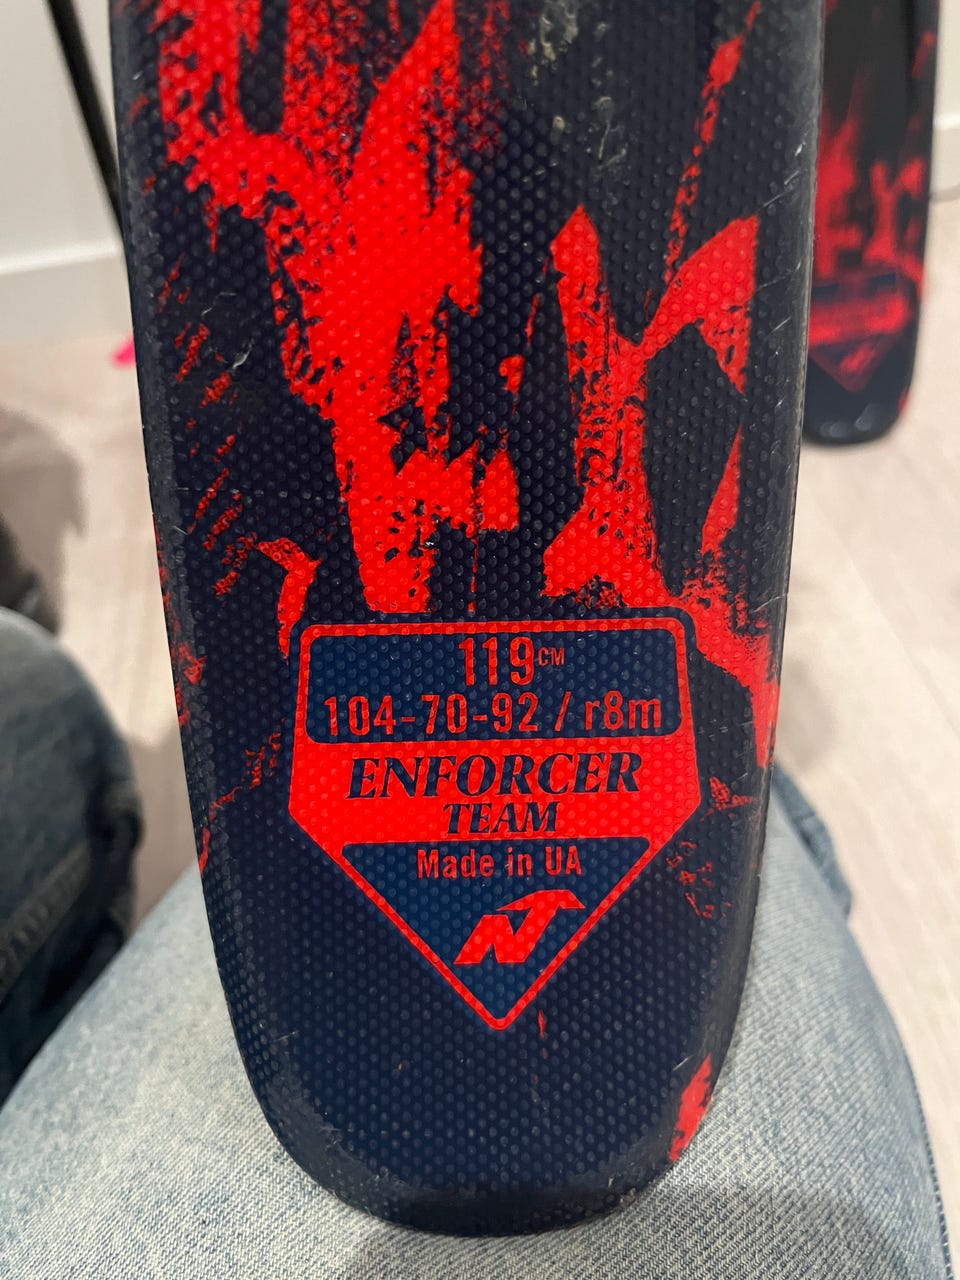 119CM
104-70-92 / r8m
ENFORCER
TEAM
Made in UA
N